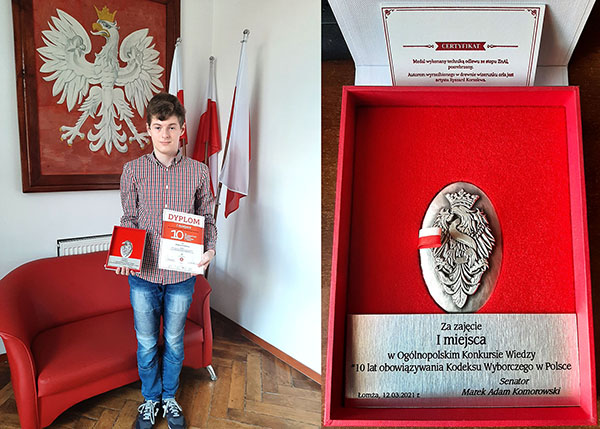 DYPLOM
10
CERTYFIKAT
Medal wykonany techniką odlewu ze stopu ZnAl,
posrebrzony.
Autorem wyrzeźbionego w drewnie wizerunku orła jest
artysta Ryszard Kornakwa.
Za zajęcie
I miejsca
w Ogólnopolskim Konkursie Wiedzy
"10 lat obowiązywania Kodeksu Wyborczego w Polsce
Senator
Marek Adam Komorowski
Łomża, 12.03.2021 r.